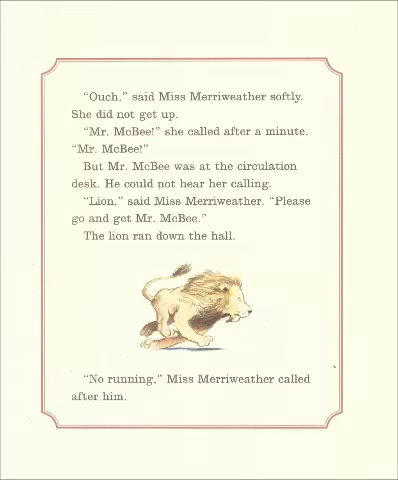 “Ouch,” said Miss Merriweather softly.
She did not get up.
“Mr. McBee!” she called after a minute.
“Mr. McBee!”
But Mr. McBee was at the circulation
desk. He could not hear her calling.
“Lion,” said Miss Merriweather. “Please
go and get Mr. McBee.”
The lion ran down the hall.
“No running,” Miss Merriweather called
after him.